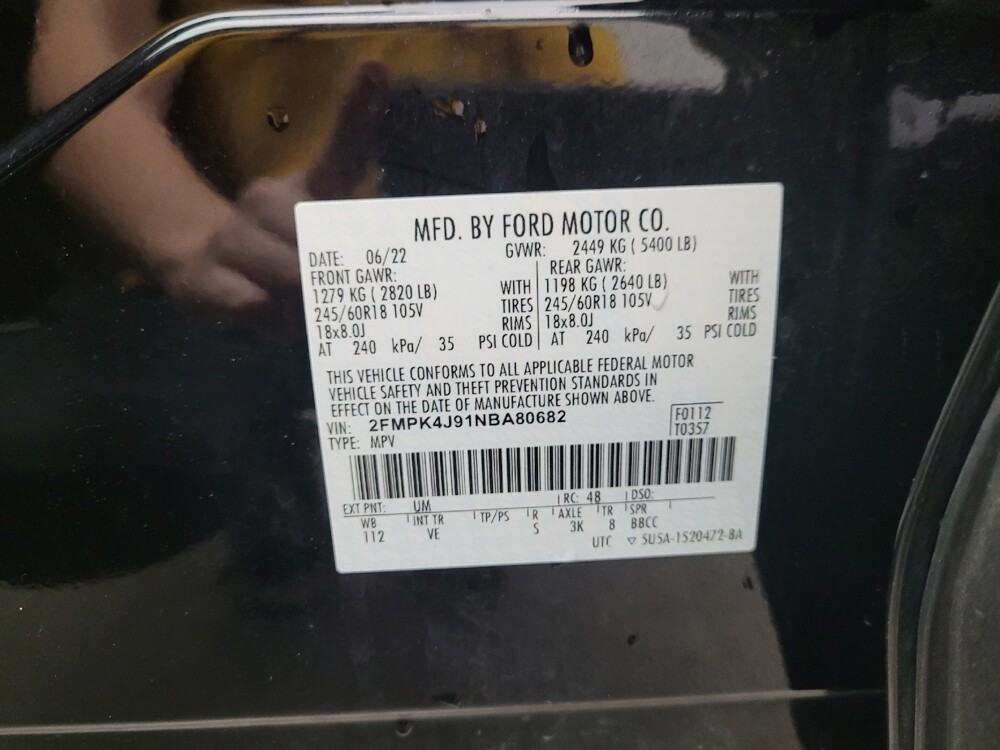 MFD. BY FORD MOTOR CO.
DATE: 06/22 GVWR: 2449 KG ( 5400 LB)
FRONT GAWR: REAR GAWR:
1279 KG ( 2820 LB) WITH 1198 KG ( 2640 LB) WITH
245/60R18 105V TIRES 245/60R18 105V TIRES
18x8.0J RIMS 18x8.0J RIMS
AT 240 kPa/ 35 PSI COLD AT 240 kPa/ 35 PSI COLD
THIS VEHICLE CONFORMS TO ALL APPLICABLE FEDERAL MOTOR
VEHICLE SAFETY AND THEFT PREVENTION STANDARDS IN
EFFECT ON THE DATE OF MANUFACTURE SHOWN ABOVE.
VIN: 2FMPK4J91NBA80682 F0112
TYPE: MPV T0357
EXT PNT: UM RC: 48 DSO:
WB INT TR TP/PS R AXLE TR SPR
112 VE S 3K 8 BBCC
UTC ▽ 5U5A-1520472-BA